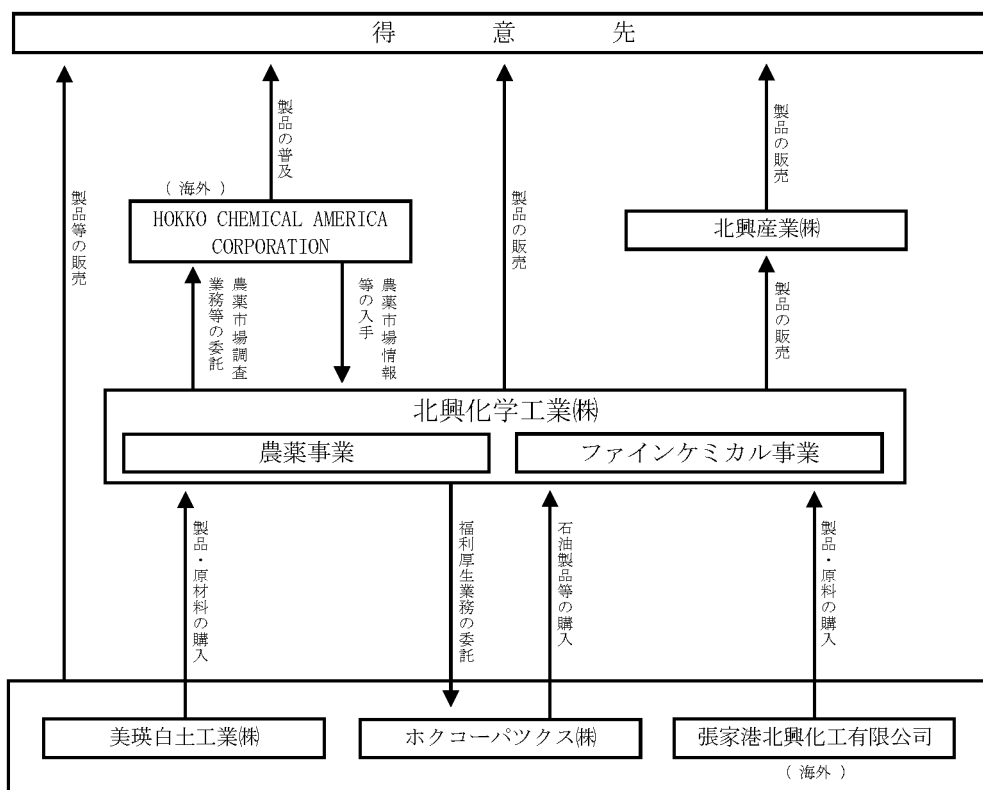 得意先
製品の普及
製品の販売
（海外）
HOKKO CHEMICAL AMERICA
CORPORATION
北興産業㈱
製品等の販売
製品の販売
農薬市場調査
業務等の委託
農薬市場情報
等の入手
製品の販売
北興化学工業㈱
農薬事業
ファインケミカル事業
製品・原材料の購入
福利厚生業務の委託
石油製品等の購入
製品・原料の購入
美瑛白土工業㈱
ホクコーパツクス㈱
張家港北興化工有限公司
（海外）